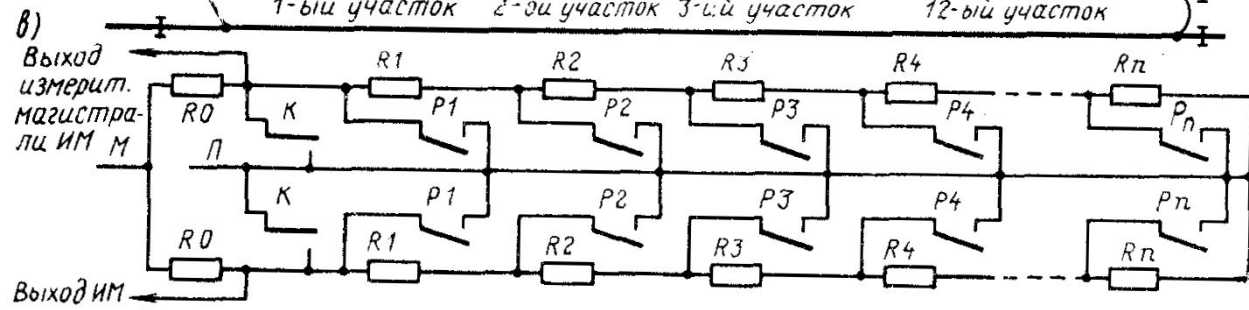 1-ый участок 2-ой участок 3-ий участок 12-ый участок
в)
Выход
измерит.
магистра-
ли ИМ
М
R0 K R1 P1 R2 P2 R3 P3 R4 P4 Rn Pn
П
K P1 P2 P3 P4 Pn
R0 R1 R2 R3 R4 Rn
Выход ИМ